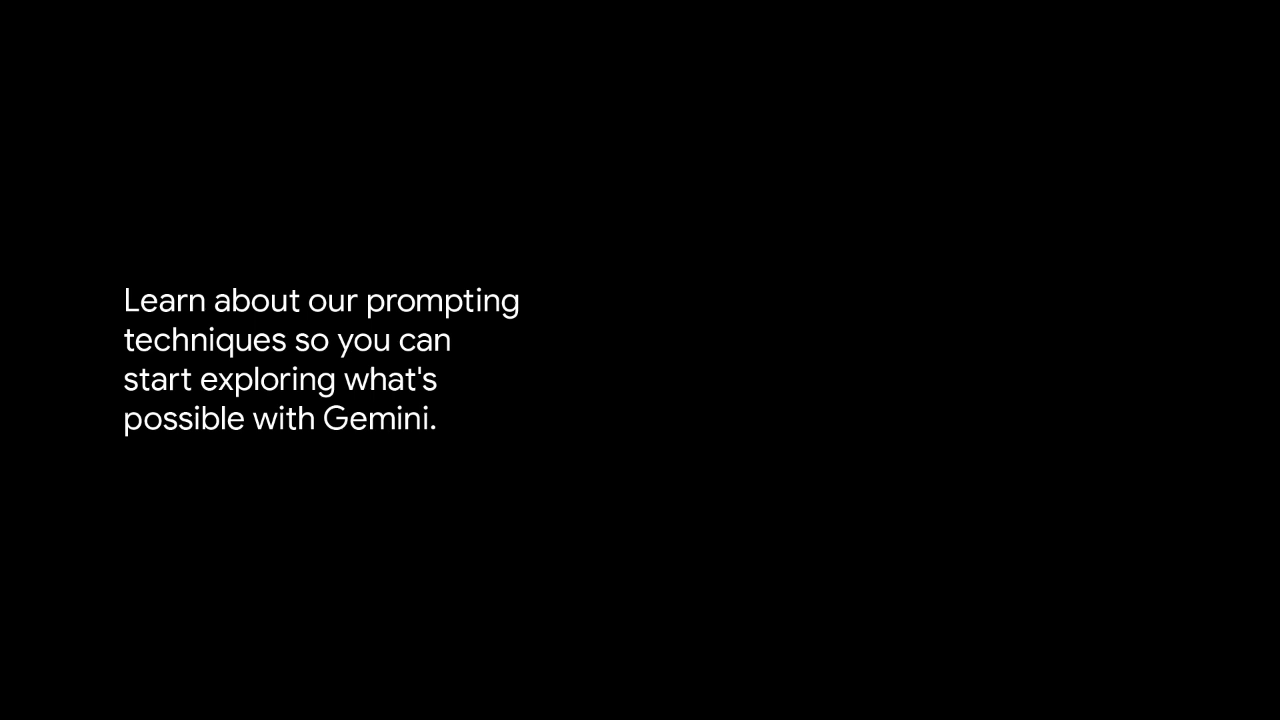 Learn about our prompting
techniques so you can
start exploring what's
possible with Gemini.